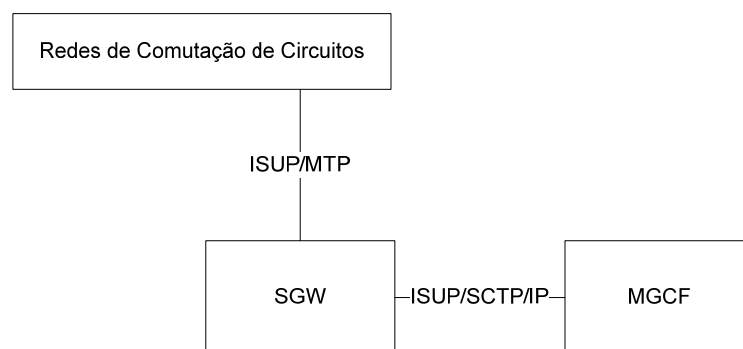 Redes de Comutação de Circuitos
ISUP/MTP
SGW
ISUP/SCTP/IP
MGCF